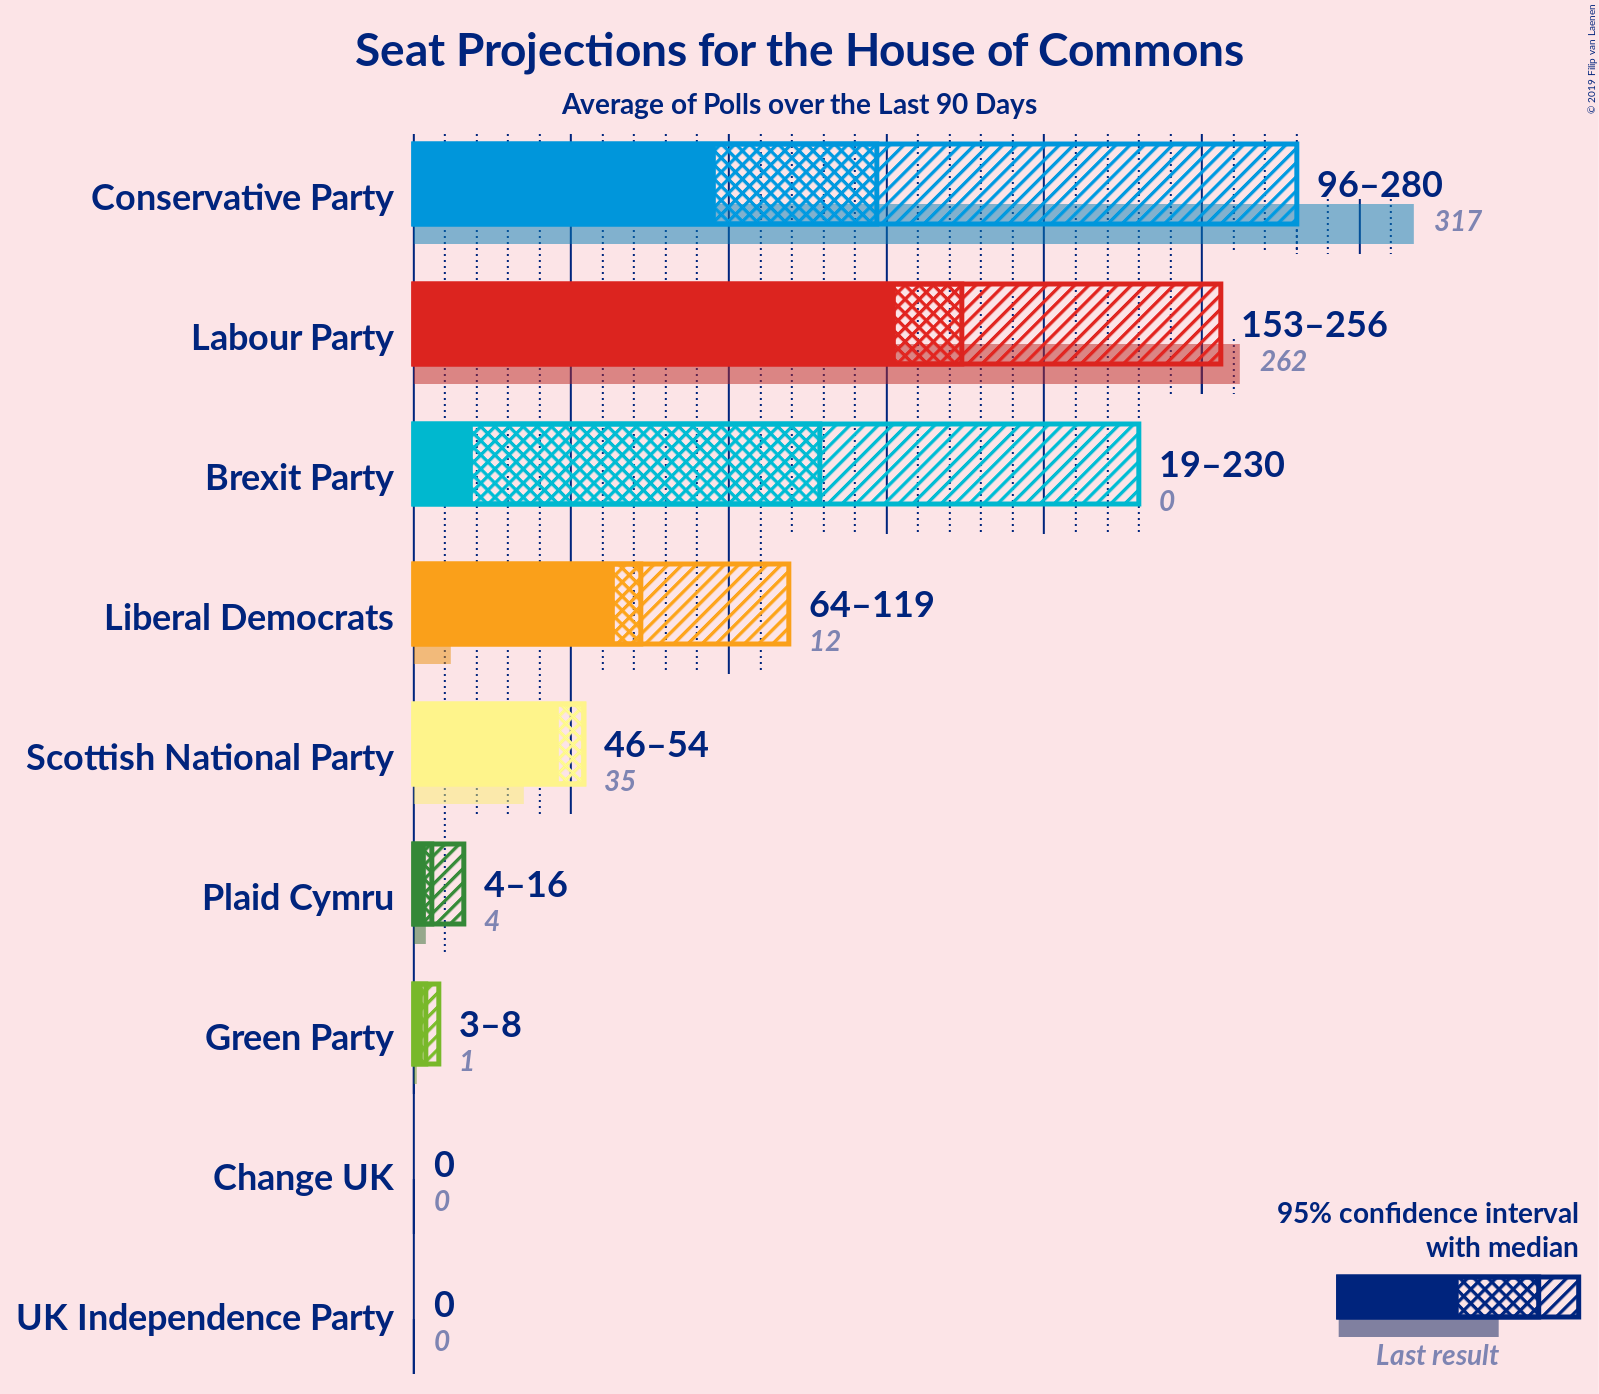 © 2019 Filip van Laenen
Seat Projections for the House of Commons
Average of Polls over the Last 90 Days
Conservative Party
96–280
317
Labour Party
153–256
262
Brexit Party
19–230
0
Liberal Democrats
64–119
12
Scottish National Party
46–54
35
Plaid Cymru
4–16
4
Green Party
3–8
1
Change UK
0
0
UK Independence Party
0
0
95% confidence interval
with median
Last result